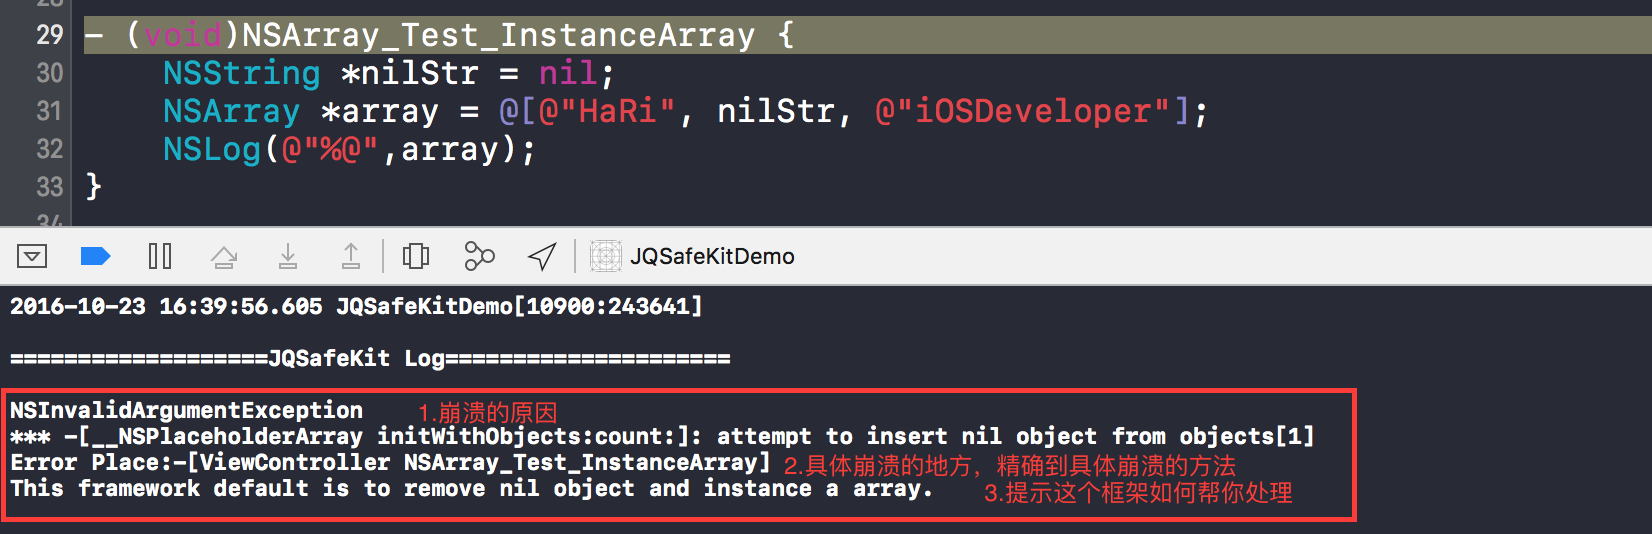 29 - (void)NSArray_Test_InstanceArray {
30 NSString *nilStr = nil;
31 NSArray *array = @[@"HaRi", nilStr, @"iOSDeveloper"];
32 NSLog(@"%@",array);
33 }
34
JQSafeKitDemo
2016-10-23 16:39:56.605 JQSafeKitDemo[10900:243641]
===================JQSafeKit Log=====================
NSInvalidArgumentException 1.崩溃的原因
*** -[__NSPlaceholderArray initWithObjects:count:]: attempt to insert nil object from objects[1]
Error Place:-[ViewController NSArray_Test_InstanceArray] 2.具体崩溃的地方，精确到具体崩溃的方法
This framework default is to remove nil object and instance a array. 3.提示这个框架如何帮你处理